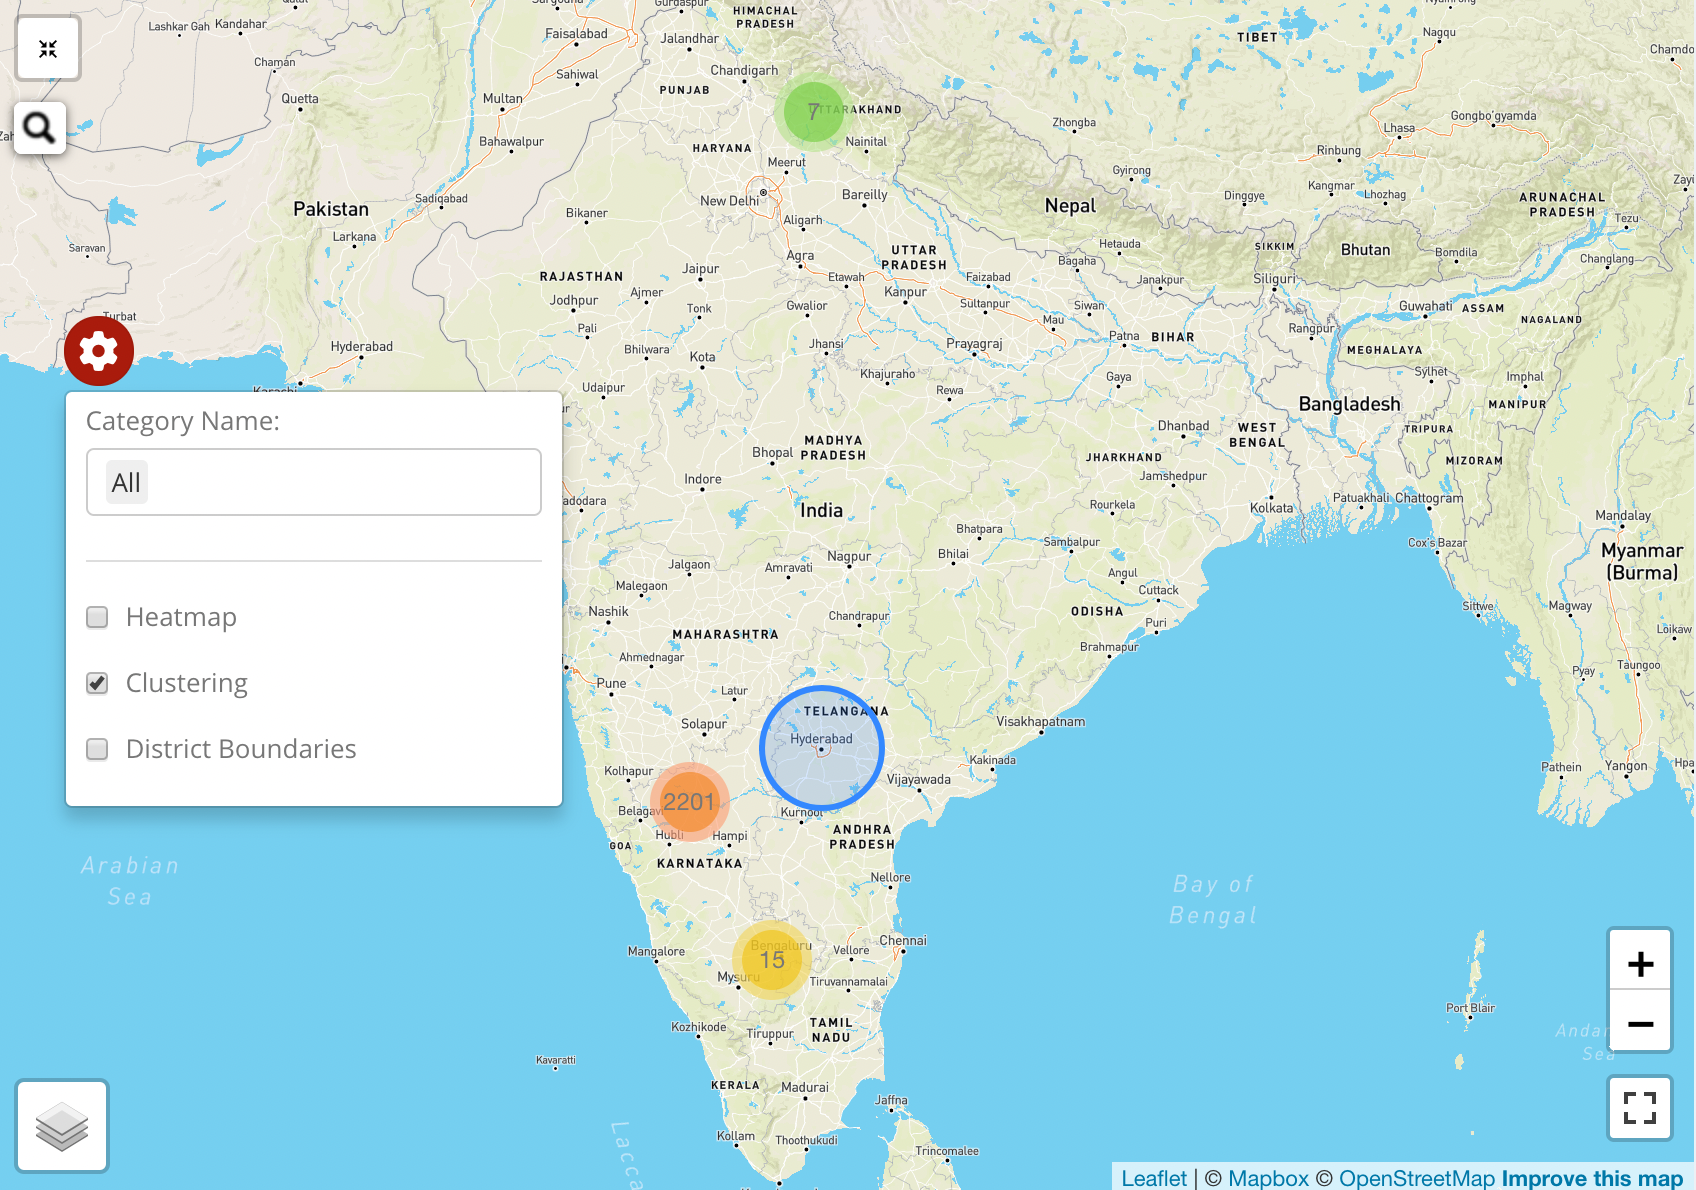 HIMACHAL
PRADESH
Gurdaspur
Sargodha
Nyainrong
Lashkar Gah
Kandahar
Faisalabad
Jalandhar
TIBET
Nagqu
Chamdo
Chaman
Sahiwal
Chandigarh
Quetta
Multan
PUNJAB
7
UTTARAKHAND
Zhongba
Gongbo'gyamda
Lhasa
Bahawalpur
HARYANA
Nainital
Meerut
Rinbung
Gyirong
Kangmar
Lhozhag
Dinggye
Sadiqabad
New Delhi
Bareilly
Nepal
ARUNACHAL
PRADESH
Tezu
Pakistan
Bikaner
Aligarh
Larkana
Saravan
UTTAR
PRADESH
Hetauda
SIKKIM
Bhutan
Bomdila
Changlang
Agra
Bagaha
RAJASTHAN
Jaipur
Etawah
Faizabad
Janakpur
Siliguri
Jodhpur
Ajmer
Kanpur
Tonk
Gwalior
Sultanpur
Siwan
Guwahati
ASSAM
NAGALAND
Turbat
Pali
Mau
Patna
BIHAR
Rangpur
Hyderabad
Bhilwara
Kota
Jhansi
Prayagraj
MEGHALAYA
Khajuraho
Sylhet
Imphal
Gaya
Karachi
Udaipur
Rewa
Bangladesh
MANIPUR
Category Name:
All
Heatmap
Clustering
District Boundaries
Dhanbad
WEST
BENGAL
TRIPURA
MADHYA
PRADESH
Bhopal
JHARKHAND
Jamshedpur
MIZORAM
Indore
adodara
India
Rourkela
Kolkata
Patuakhali
Chattogram
Mandalay
Bhatpara
Sambalpur
Cox's Bazar
Myanmar
(Burma)
Bhilai
Nagpur
Jalgaon
Amravati
Angul
Malegaon
Cuttack
Nashik
Chandrapur
ODISHA
Puri
Sittwe
Magway
MAHARASHTRA
Loikaw
Ahmednagar
Brahmapur
Pyay
Taungoo
Pune
Latur
TELANGANA
Solapur
Hyderabad
Visakhapatnam
Kakinada
Kolhapur
Vijayawada
Pathein
Yangon
Hpa
2201
Belagav
Kurnool
Hubli
Hampi
GOA
ANDHRA
PRADESH
KARNATAKA
Arabian
Sea
Nellore
Bay of
Bengal
Bengaluru
15
Chennai
Mangalore
Vellore
Mysuru
Tiruvannamalai
Port Blair
TAMIL
NADU
Kozhikode
Tiruppur
Andam
Sea
Kavaratti
KERALA
Madurai
Jaffna
Kollam
Thoothukudi
Lacca
Trincomalee
+
−
Leaflet | © Mapbox © OpenStreetMap Improve this map